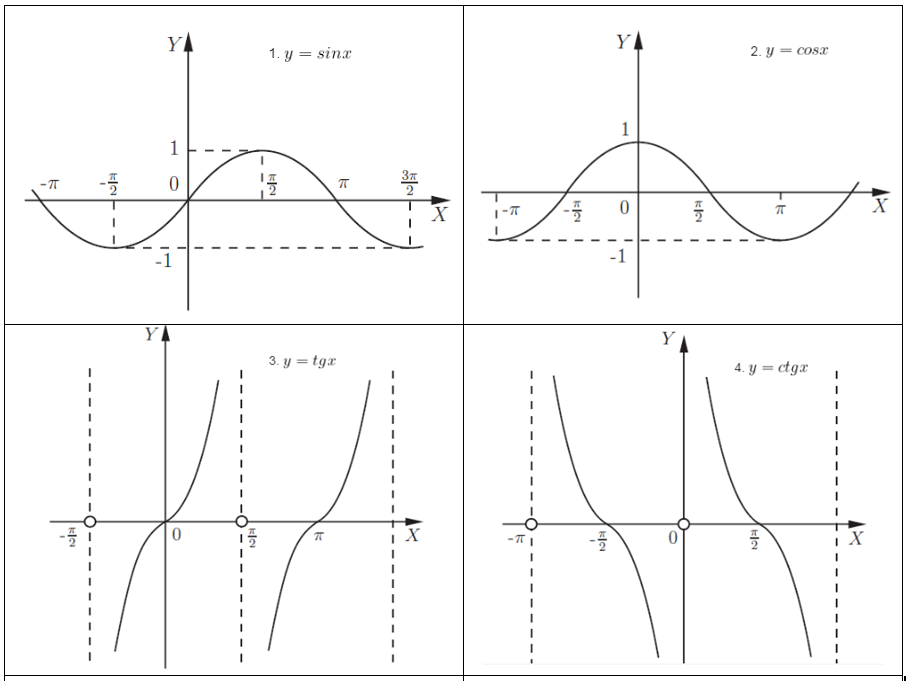 Y
1. y = sinx
1
-π
-π/2
0
π/2
π
3π/2
X
-1
Y
2. y = cosx
1
-π
-π/2
0
π/2
π
X
-1
Y
3. y = tgx
-π/2
0
π/2
π
X
Y
4. y = ctgx
-π
-π/2
0
π/2
X